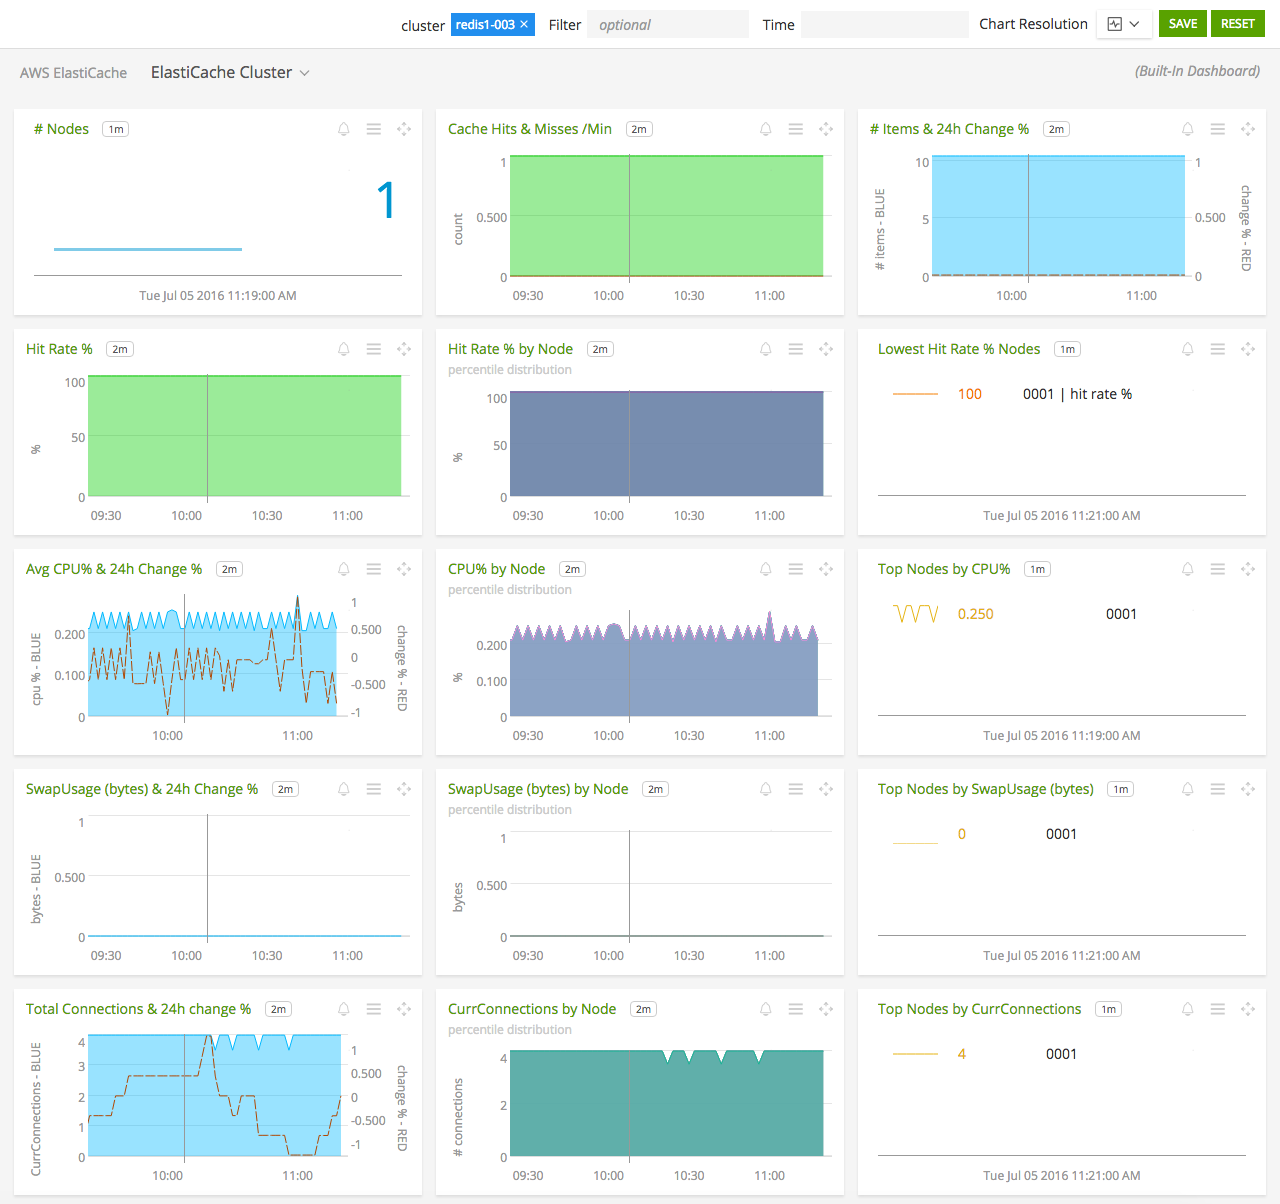 cluster redis1-003 × Filter optional Time Chart Resolution SAVE RESET
AWS ElastiCache ElastiCache Cluster (Built-In Dashboard)
# Nodes 1m
1
Tue Jul 05 2016 11:19:00 AM
Cache Hits & Misses /Min 2m
1
0.500
0
count
09:30 10:00 10:30 11:00
# Items & 24h Change % 2m
10 1
5 0.500
0 0
# items - BLUE
change % - RED
10:00 11:00
Hit Rate % 2m
100
50
0
%
09:30 10:00 10:30 11:00
Hit Rate % by Node 2m
percentile distribution
100
50
0
%
09:30 10:00 10:30 11:00
Lowest Hit Rate % Nodes 1m
100 0001 | hit rate %
Tue Jul 05 2016 11:21:00 AM
Avg CPU% & 24h Change % 2m
1
0.200 0.500
0
0.100 -0.500
0 -1
cpu % - BLUE
change % - RED
10:00 11:00
CPU% by Node 2m
percentile distribution
0.200
0.100
0
%
09:30 10:00 10:30 11:00
Top Nodes by CPU% 1m
0.250 0001
Tue Jul 05 2016 11:19:00 AM
SwapUsage (bytes) & 24h Change % 2m
1
0.500
0
bytes - BLUE
09:30 10:00 10:30 11:00
SwapUsage (bytes) by Node 2m
percentile distribution
1
0.500
0
bytes
09:30 10:00 10:30 11:00
Top Nodes by SwapUsage (bytes) 1m
0 0001
Tue Jul 05 2016 11:21:00 AM
Total Connections & 24h change % 2m
4 1
3 0.500
2 0
1 -0.500
0 -1
CurrConnections - BLUE
change % - RED
10:00 11:00
CurrConnections by Node 2m
percentile distribution
4
2
0
# connections
09:30 10:00 10:30 11:00
Top Nodes by CurrConnections 1m
4 0001
Tue Jul 05 2016 11:21:00 AM